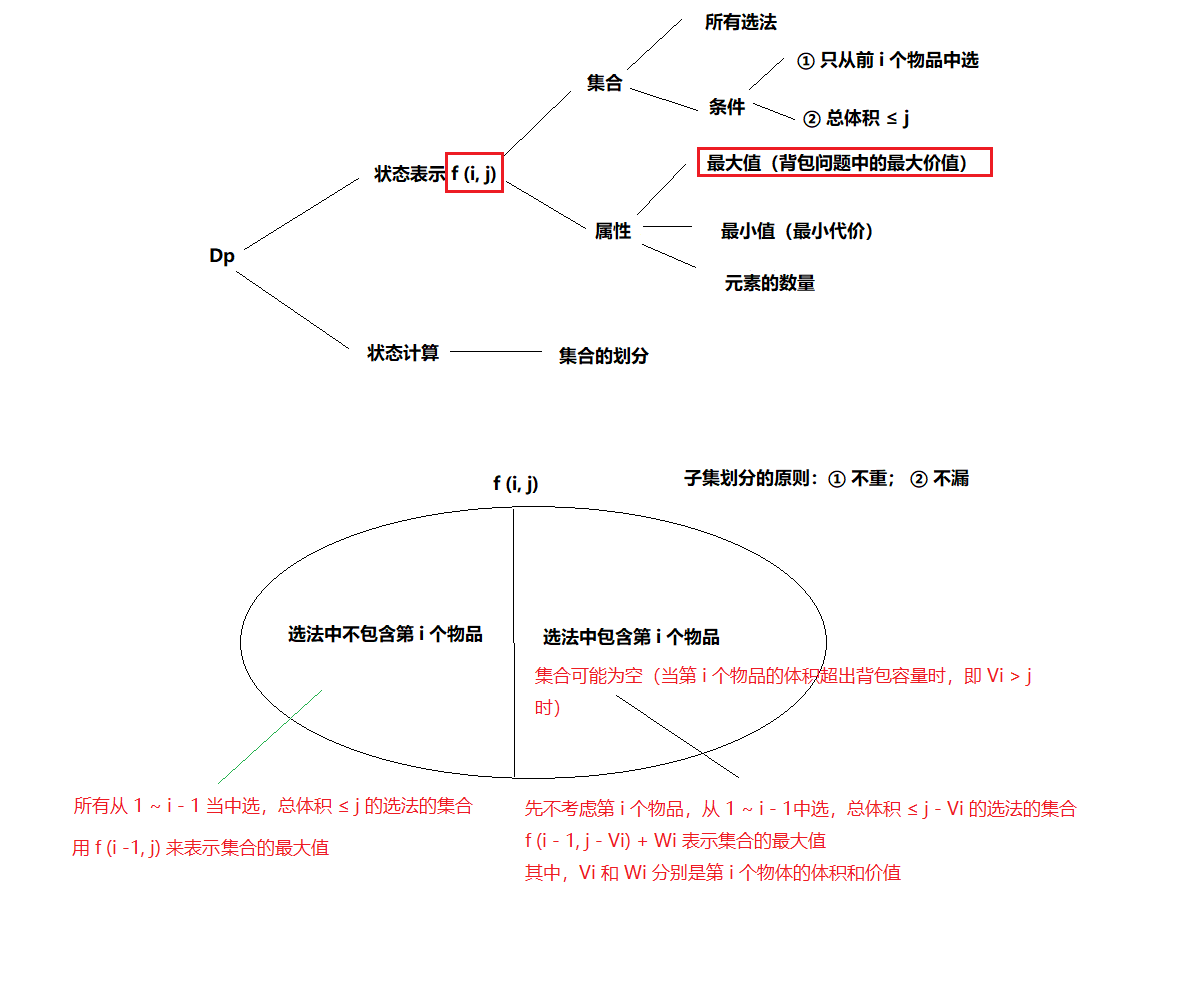 所有选法
① 只从前 i 个物品中选
集合
条件
② 总体积 ≤ j
最大值（背包问题中的最大价值）
状态表示 f (i, j)
属性
最小值（最小代价）
Dp
元素的数量
状态计算
集合的划分
f (i, j)
子集划分的原则：① 不重； ② 不漏
选法中不包含第 i 个物品
选法中包含第 i 个物品
集合可能为空（当第 i 个物品的体积超出背包容量时，即 Vi > j
时）
所有从 1 ~ i - 1 当中选，总体积 ≤ j 的选法的集合
用 f (i -1, j) 来表示集合的最大值
先不考虑第 i 个物品，从 1 ~ i - 1中选，总体积 ≤ j - Vi 的选法的集合
f (i - 1, j - Vi) + Wi 表示集合的最大值
其中，Vi 和 Wi 分别是第 i 个物体的体积和价值